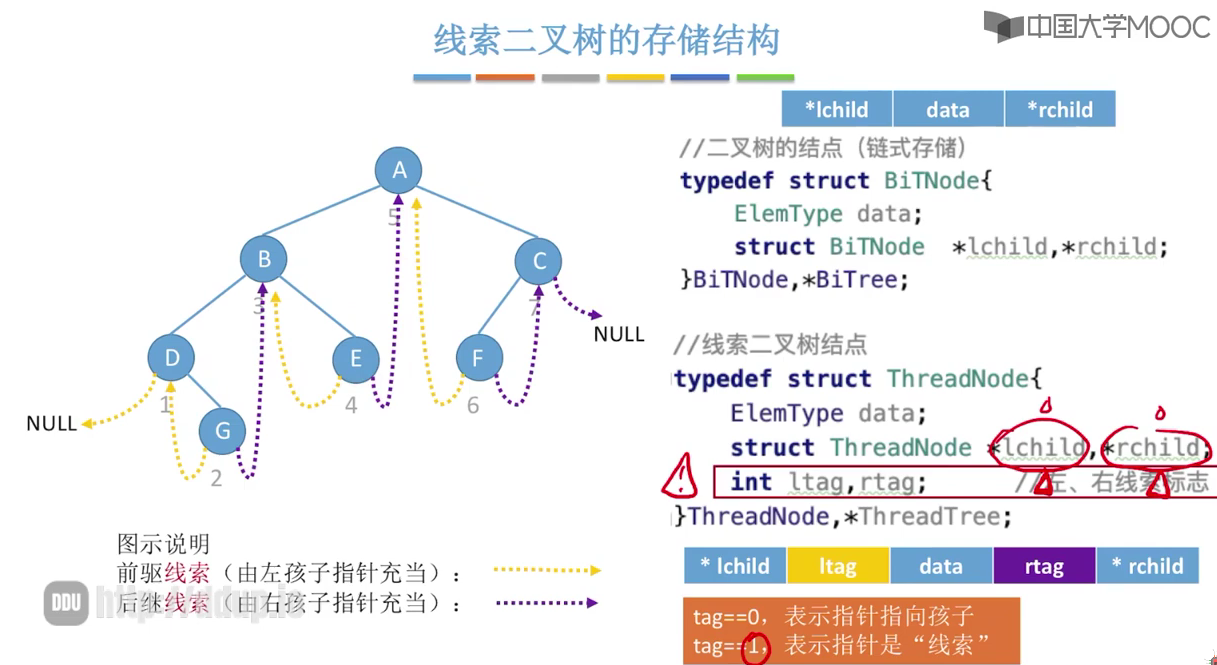 线索二叉树的存储结构
中国大学MOOC
*lchild data *rchild
//二叉树的结点（链式存储）
typedef struct BiTNode{
ElemType data;
struct BiTNode *lchild,*rchild;
}BiTNode,*BiTree;
//线索二叉树结点
typedef struct ThreadNode{
ElemType data;
struct ThreadNode *lchild,*rchild;
int ltag,rtag; //左、右线索标志
}ThreadNode,*ThreadTree;
* lchild ltag data rtag * rchild
tag==0，表示指针指向孩子
tag==1，表示指针是“线索”
A
5
B
C
3
7
NULL
D
E
F
1
4
6
NULL
G
2
图示说明
前驱线索（由左孩子指针充当）：
后继线索（由右孩子指针充当）：
DDU